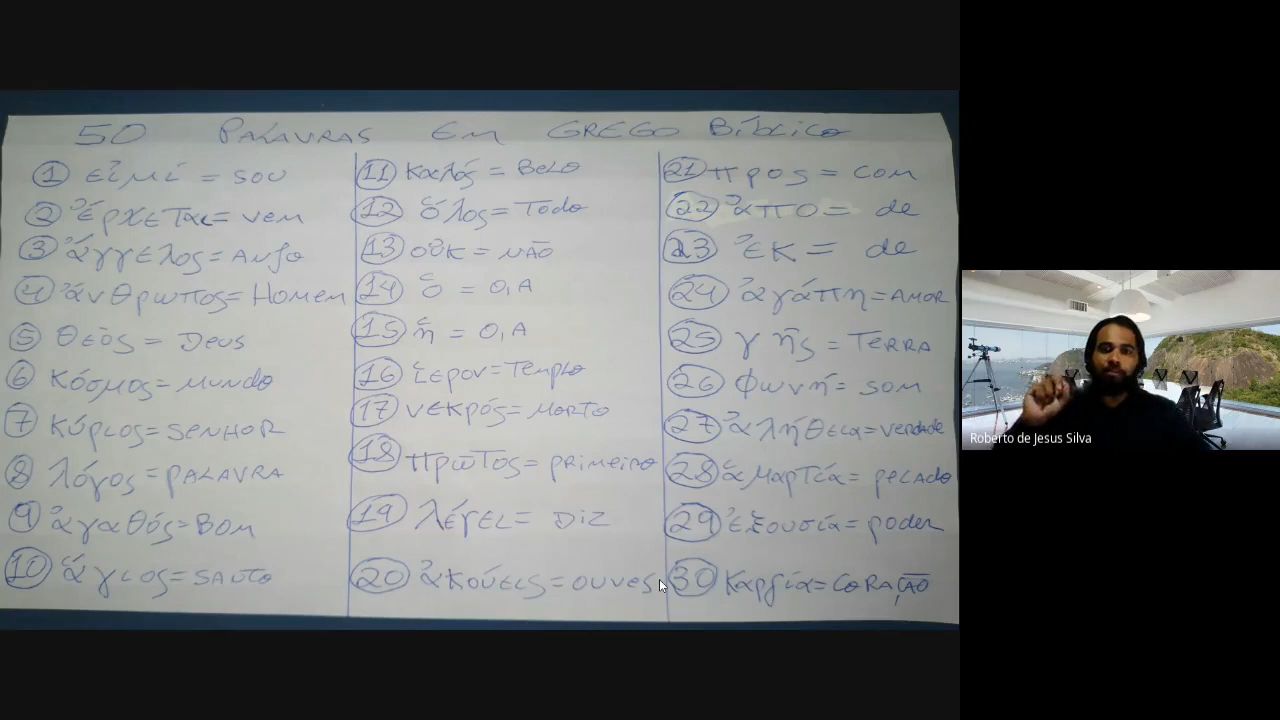 50 PALAVRAS EM GREGO Bíblico
1 εἰμί = SOU
2 ἔρχεται = vem
3 ἄγγελος = ANJO
4 ἄνθρωπος = Homem
5 θεὸς = Deus
6 κόσμος = mundo
7 κύριος = SENHOR
8 λόγος = PALAVRA
9 ἀγαθός = BOM
10 ἅγιος = SANTO
11 καλός = BELO
12 ὅλος = TODO
13 οὐκ = NÃO
14 ὁ = O, A
15 ἡ = O, A
16 ἱερον = Templo
17 νεκρός = MORTO
18 πρῶτος = primeiro
19 λέγει = DIZ
20 ἀκούεις = OUVES
21 προς = com
22 ἀπο = de
23 ἐκ = de
24 ἀγάπη = AMOR
25 γῆς = TERRA
26 φωνή = som
27 ἀλήθεια = verdade
28 ἁμαρτία = pecado
29 ἐξουσία = poder
30 καρδία = CORAÇÃO
Roberto de Jesus Silva